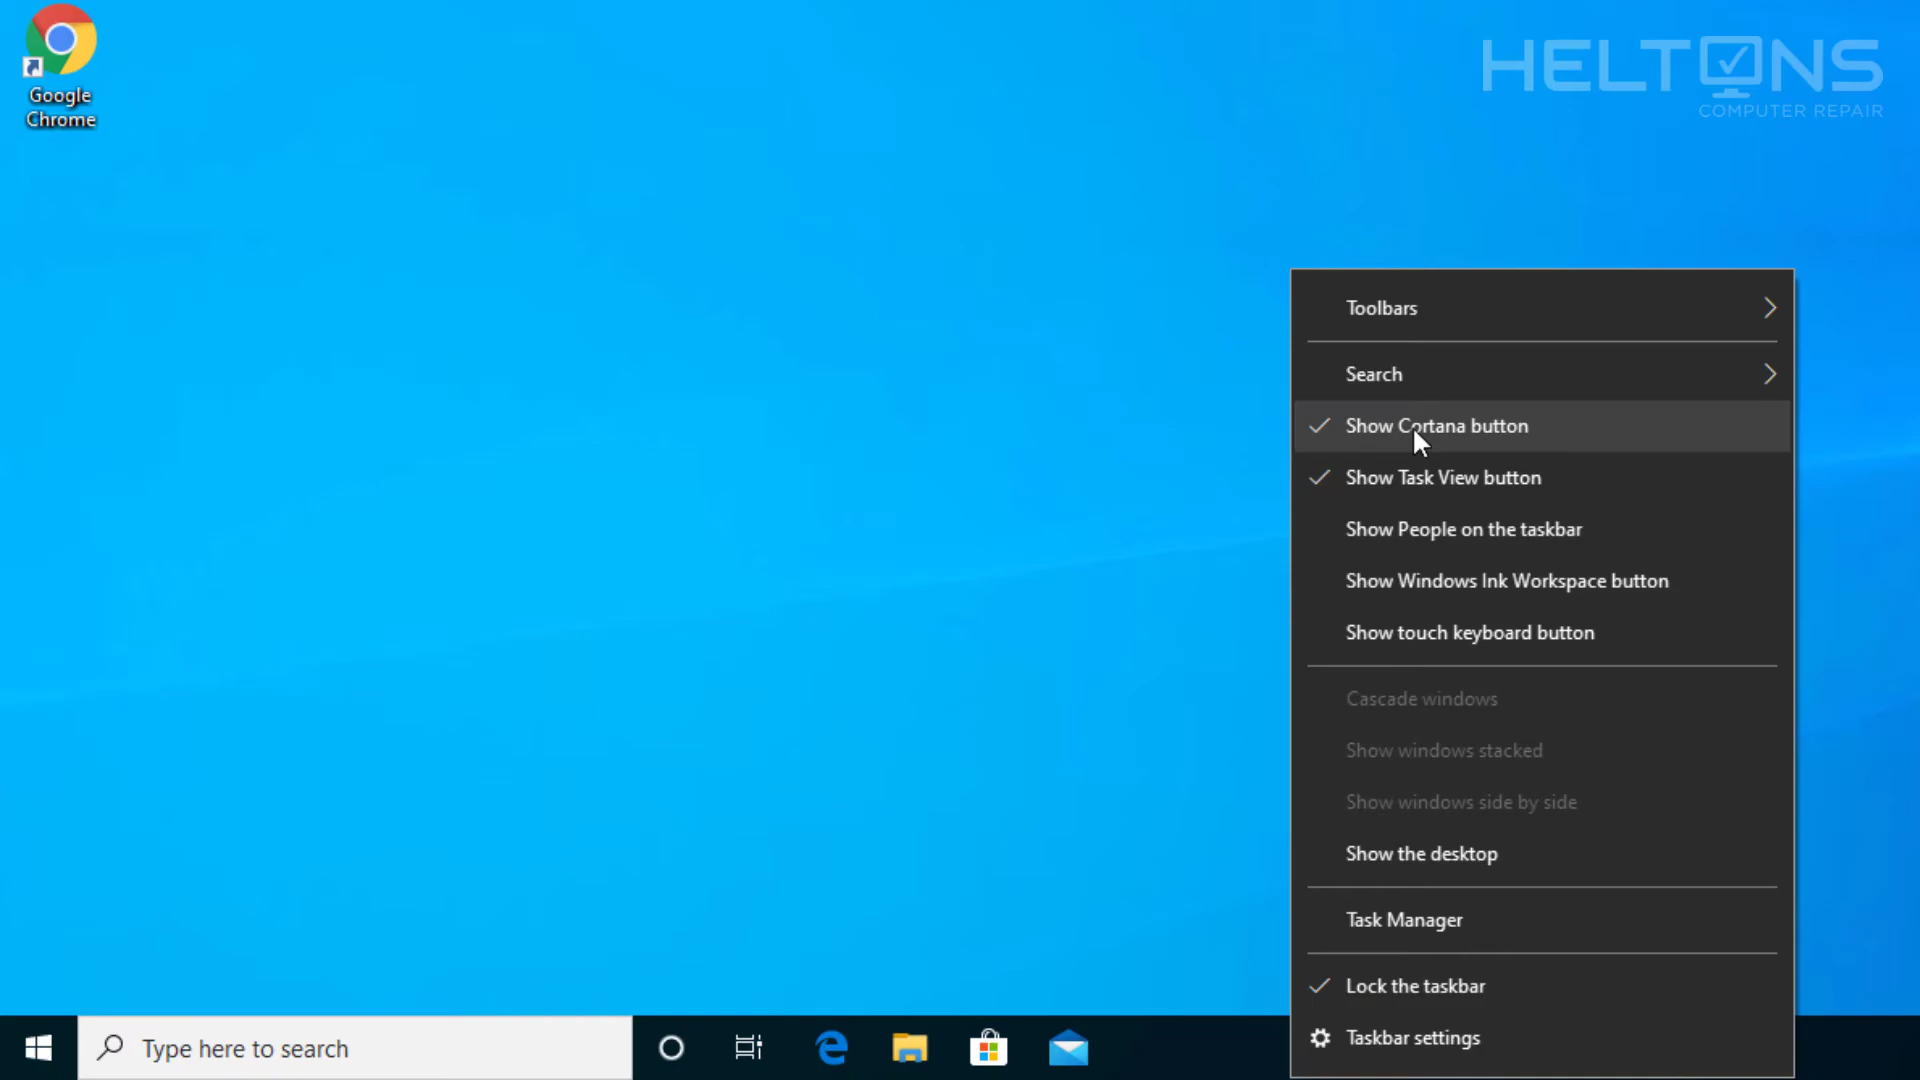 Google
Chrome
HELTONS
COMPUTER REPAIR
Toolbars
Search
Show Cortana button
Show Task View button
Show People on the taskbar
Show Windows Ink Workspace button
Show touch keyboard button
Cascade windows
Show windows stacked
Show windows side by side
Show the desktop
Task Manager
Lock the taskbar
Taskbar settings
Type here to search